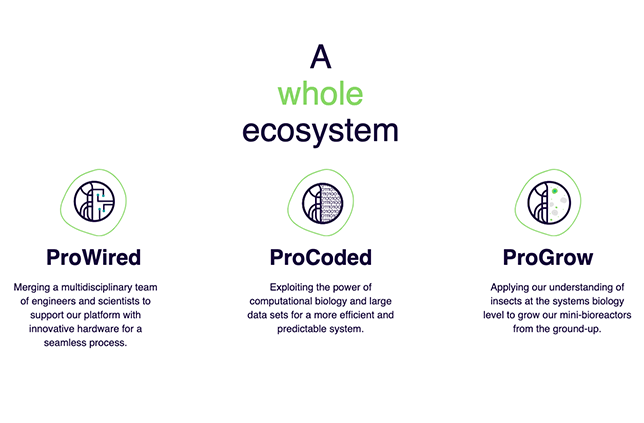 A
whole
ecosystem
ProWired
Merging a multidisciplinary team
of engineers and scientists to
support our platform with
innovative hardware for a
seamless process.
ProCoded
Exploiting the power of
computational biology and large
data sets for a more efficient and
predictable system.
ProGrow
Applying our understanding of
insects at the systems biology
level to grow our mini-bioreactors
from the ground-up.